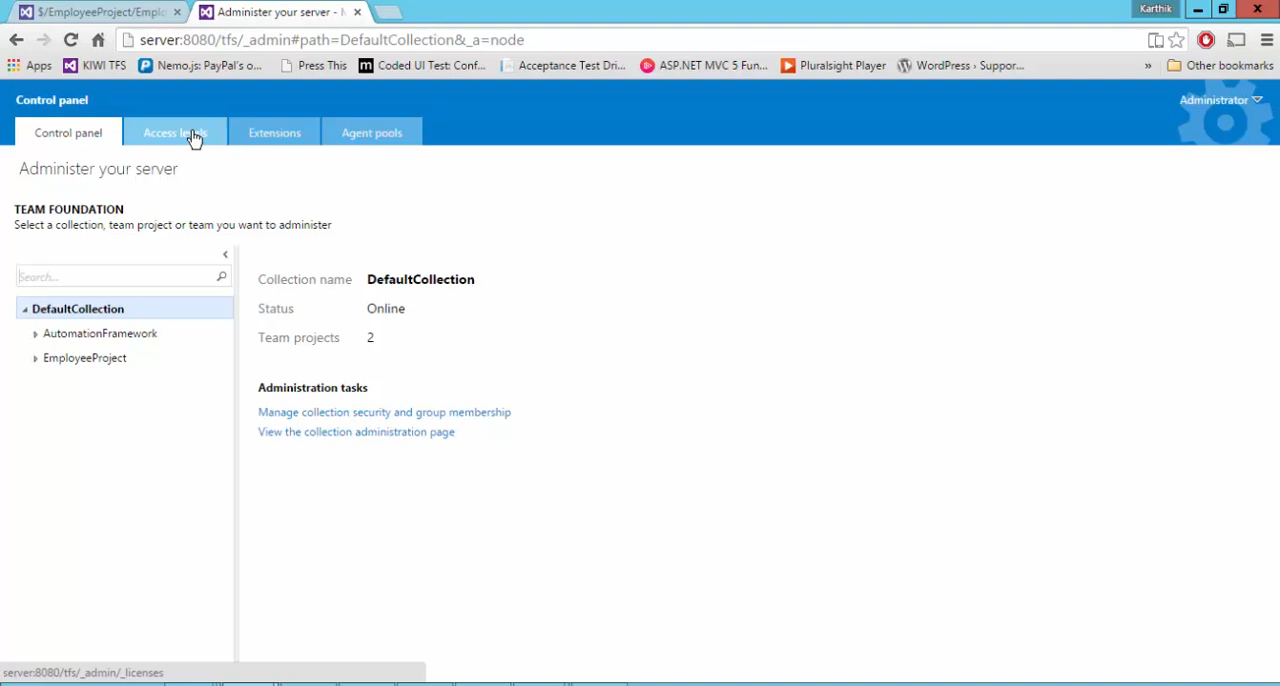 $/EmployeeProject/Emplo
Administer your server -
Karthik
server:8080/tfs/_admin#path=DefaultCollection&_a=node
Apps KIWI TFS Nemo.js: PayPal's o... Press This Coded UI Test: Conf... Acceptance Test Dri... ASP.NET MVC 5 Fun... Pluralsight Player WordPress › Suppor... » Other bookmarks
Control panel
Administrator
Control panel Access levels Extensions Agent pools
Administer your server
TEAM FOUNDATION
Select a collection, team project or team you want to administer
Search...
DefaultCollection
AutomationFramework
EmployeeProject
Collection name DefaultCollection
Status Online
Team projects 2
Administration tasks
Manage collection security and group membership
View the collection administration page
server:8080/tfs/_admin/_licenses